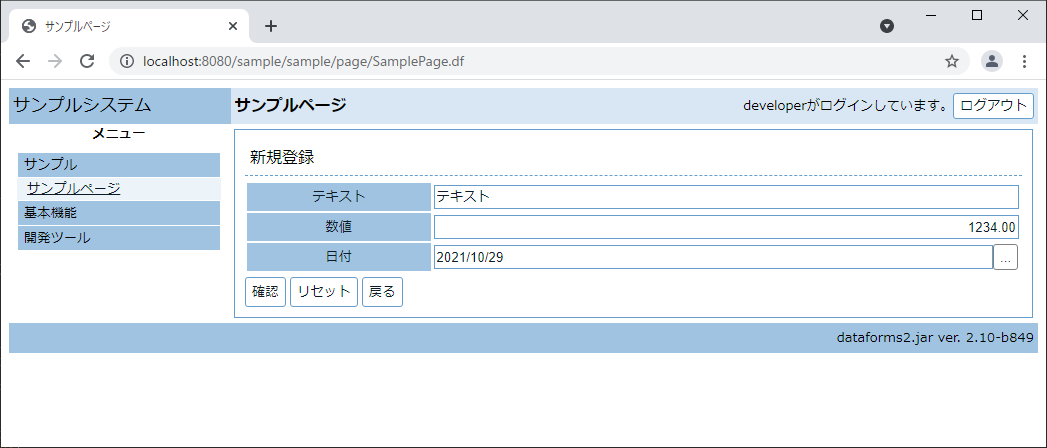 サンプルページ
localhost:8080/sample/sample/page/SamplePage.df
サンプルシステム
サンプルページ
developerがログインしています。 ログアウト
メニュー
サンプル
サンプルページ
基本機能
開発ツール
新規登録
テキスト テキスト
数値 1234.00
日付 2021/10/29 ...
確認 リセット 戻る
dataforms2.jar ver. 2.10-b849